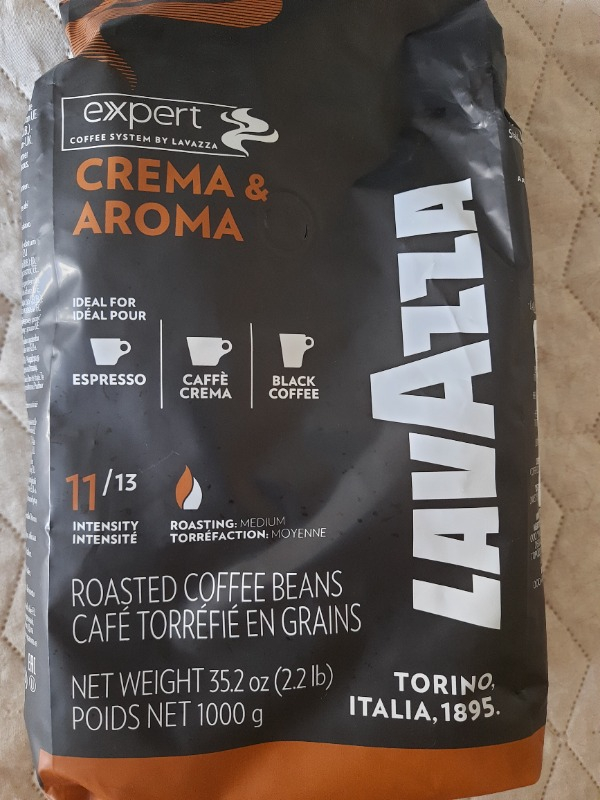 expert
COFFEE SYSTEM BY LAVAZZA
CREMA &
AROMA
IDEAL FOR
IDÉAL POUR
ESPRESSO
CAFFÈ
CREMA
BLACK
COFFEE
11/13
INTENSITY
INTENSITÉ
ROASTING: MEDIUM
TORRÉFACTION: MOYENNE
ROASTED COFFEE BEANS
CAFÉ TORRÉFIÉ EN GRAINS
NET WEIGHT 35.2 oz (2.2 lb)
POIDS NET 1000 g
LAVAZZA
TORINO,
ITALIA, 1895.
EAC